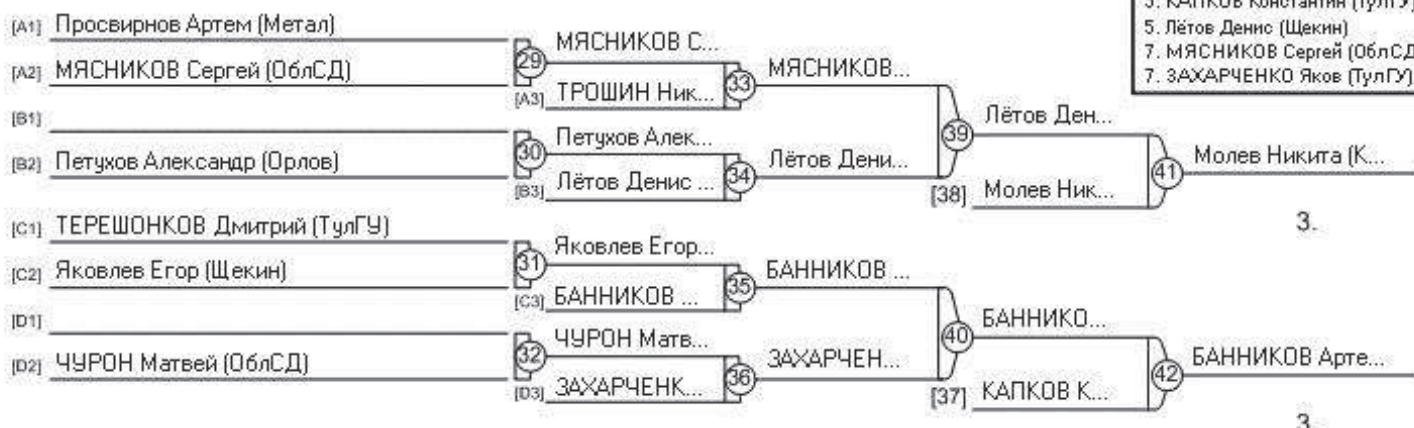 5. КАПКОВ Константин (ТулГУ)
5. Лётов Денис (Щекин)
7. МЯСНИКОВ Сергей (ОблСД
7. ЗАХАРЧЕНКО Яков (ТулГУ)
[A1] Просвирнов Артем (Метал)
[A2] МЯСНИКОВ Сергей (ОблСД)
29
МЯСНИКОВ С...
[A3] ТРОШИН Ник...
33
МЯСНИКОВ...
[B1]
[B2] Петухов Александр (Орлов)
30
Петухов Алек...
[B3] Лётов Денис ...
34
Лётов Дени...
39
Лётов Ден...
[38] Молев Ник...
41
Молев Никита (К...
3.
[C1] ТЕРЕШОНКОВ Дмитрий (ТулГУ)
[C2] Яковлев Егор (Щекин)
31
Яковлев Егор...
[C3] БАННИКОВ ...
35
БАННИКОВ ...
[D1]
[D2] ЧУРОН Матвей (ОблСД)
32
ЧУРОН Матв...
[D3] ЗАХАРЧЕНК...
36
ЗАХАРЧЕН...
40
БАННИКО...
[37] КАПКОВ К...
42
БАННИКОВ Арте...
3.